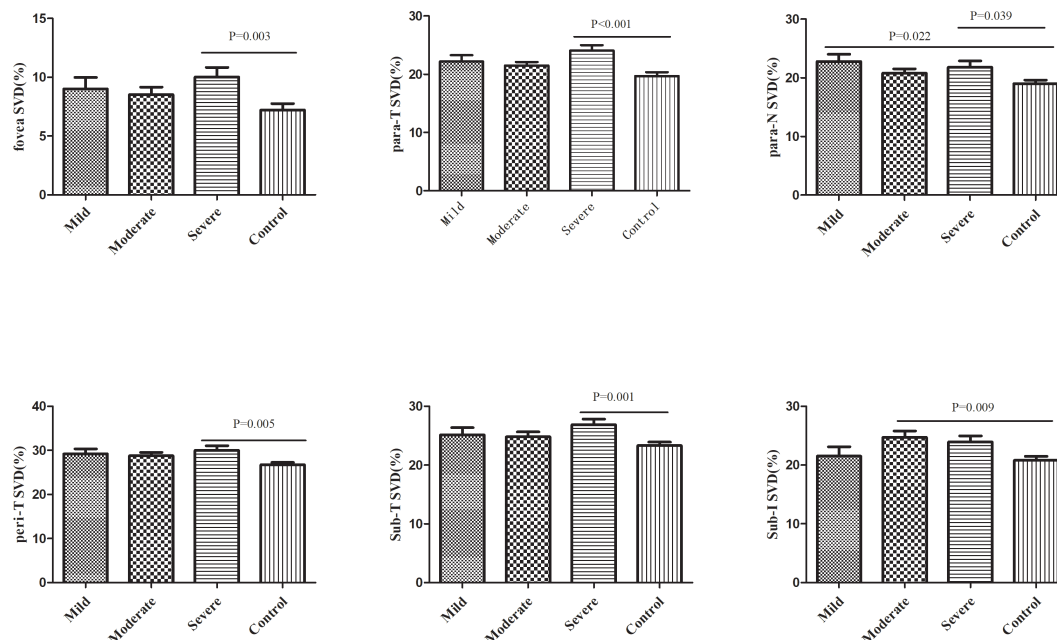 fovea SVD(%)
15
10
5
0
P=0.003
Mild
Moderate
Severe
Control
para-T SVD(%)
30
20
10
0
P<0.001
Mild
Moderate
Severe
Control
para-N SVD(%)
30
20
10
0
P=0.039
P=0.022
Mild
Moderate
Severe
Control
peri-T SVD(%)
40
30
20
10
0
P=0.005
Mild
Moderate
Severe
Control
Sub-T SVD(%)
30
20
10
0
P=0.001
Mild
Moderate
Severe
Control
Sub-I SVD(%)
30
20
10
0
P=0.009
Mild
Moderate
Severe
Control